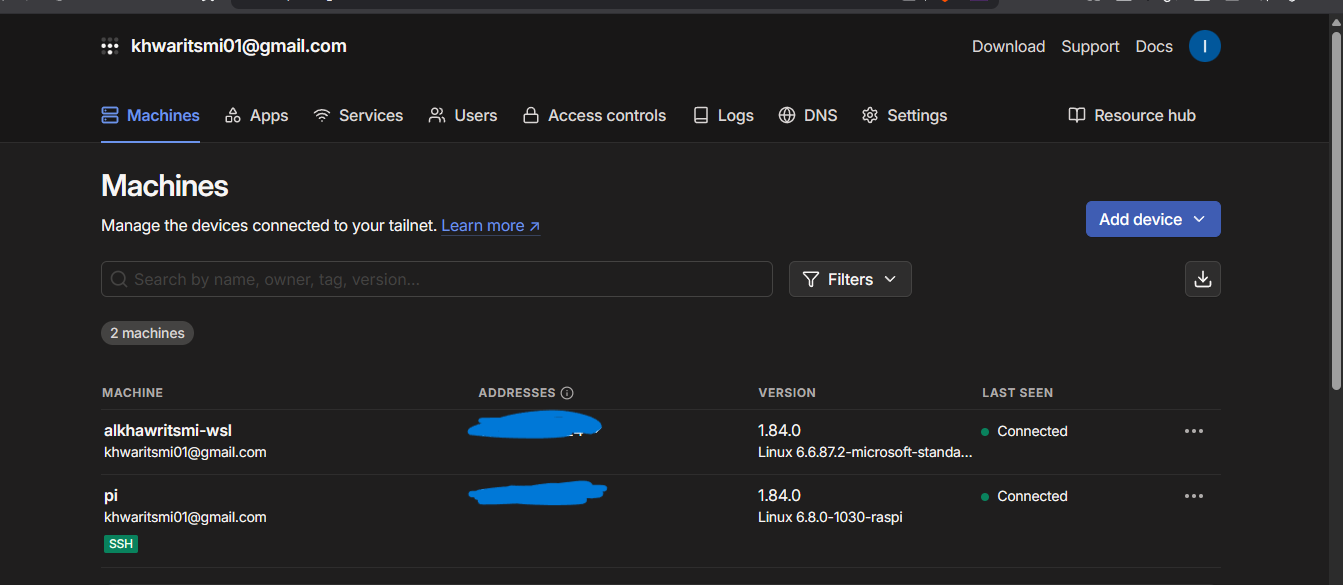 khwaritsmi01@gmail.com
Download Support Docs I
Machines Apps Services Users Access controls Logs DNS Settings Resource hub
Machines
Manage the devices connected to your tailnet. Learn more ↗
Add device
Search by name, owner, tag, version...
Filters
2 machines
MACHINE ADDRESSES VERSION LAST SEEN
alkhawritsmi-wsl 1.84.0 Connected
khwaritsmi01@gmail.com Linux 6.6.87.2-microsoft-standa...
pi 1.84.0 Connected
khwaritsmi01@gmail.com Linux 6.8.0-1030-raspi
SSH